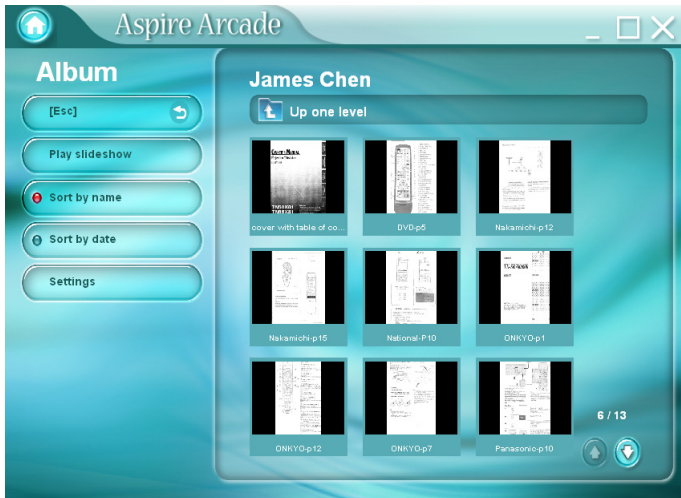 Aspire Arcade
Album
[Esc]
Play slideshow
Sort by name
Sort by date
Settings
James Chen
Up one level
cover with table of co...
DVD-p5
Nakamichi-p12
Nakamichi-p15
National-P10
ONKYO-p1
ONKYO-p12
ONKYO-p7
Panasonic-p10
6 / 13